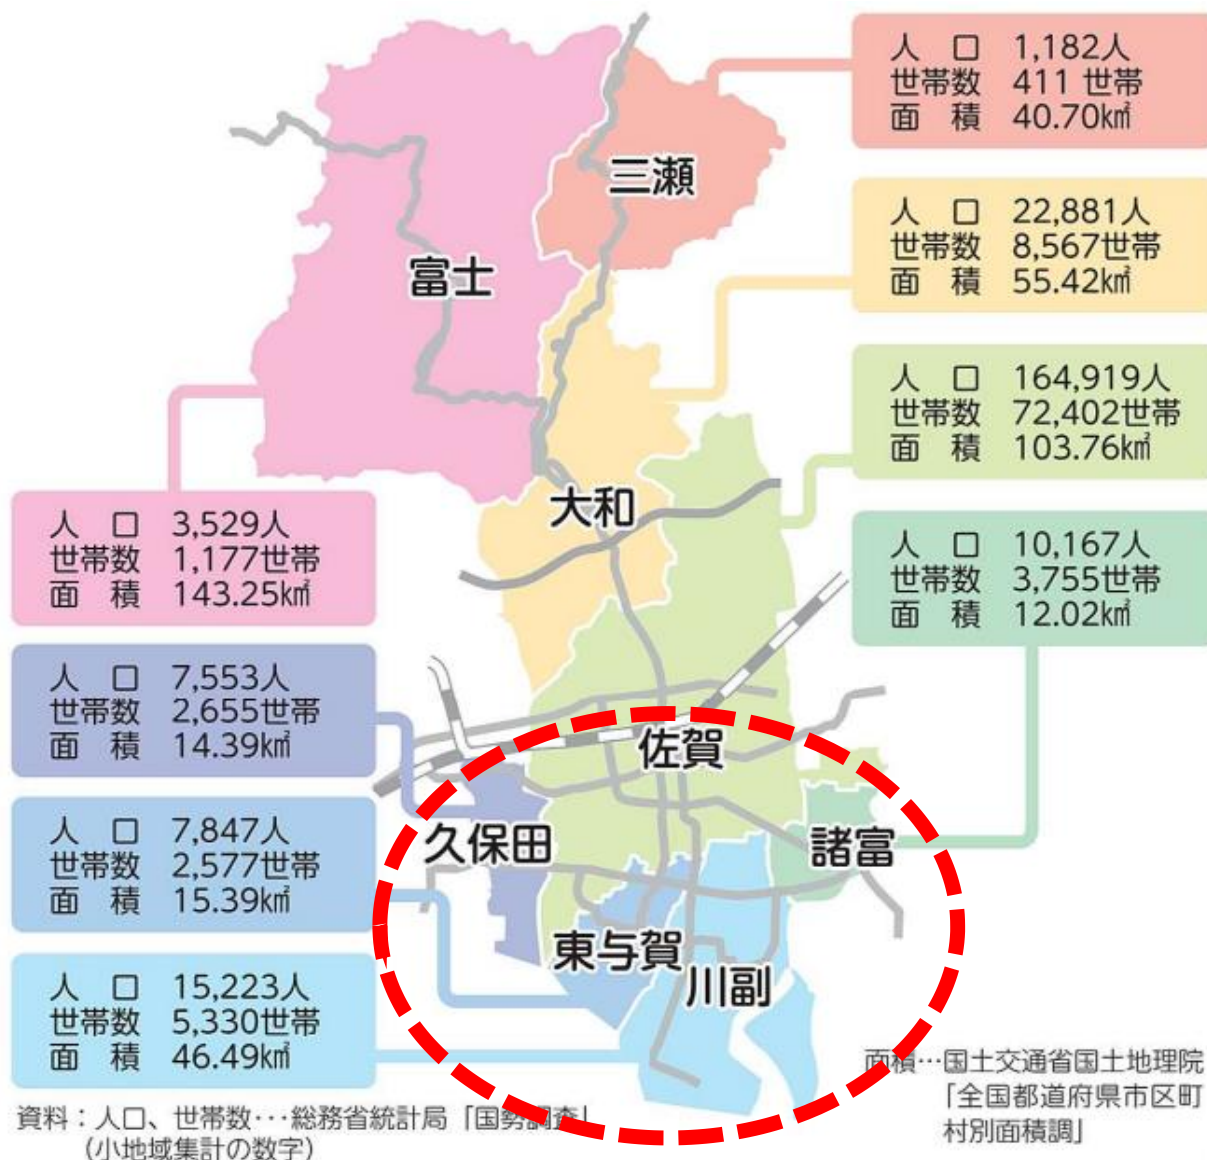 人 口 1,182人
世帯数 411 世帯
面 積 40.70㎢
人 口 22,881人
世帯数 8,567世帯
面 積 55.42㎢
人 口 164,919人
世帯数 72,402世帯
面 積 103.76㎢
人 口 10,167人
世帯数 3,755世帯
面 積 12.02㎢
人 口 3,529人
世帯数 1,177世帯
面 積 143.25㎢
人 口 7,553人
世帯数 2,655世帯
面 積 14.39㎢
人 口 7,847人
世帯数 2,577世帯
面 積 15.39㎢
人 口 15,223人
世帯数 5,330世帯
面 積 46.49㎢
三瀬
富士
大和
佐賀
久保田
諸富
東与賀
川副
資料：人口、世帯数･･･総務省統計局「国勢調査」
（小地域集計の数字）
面積…国土交通省国土地理院
「全国都道府県市区町
村別面積調」